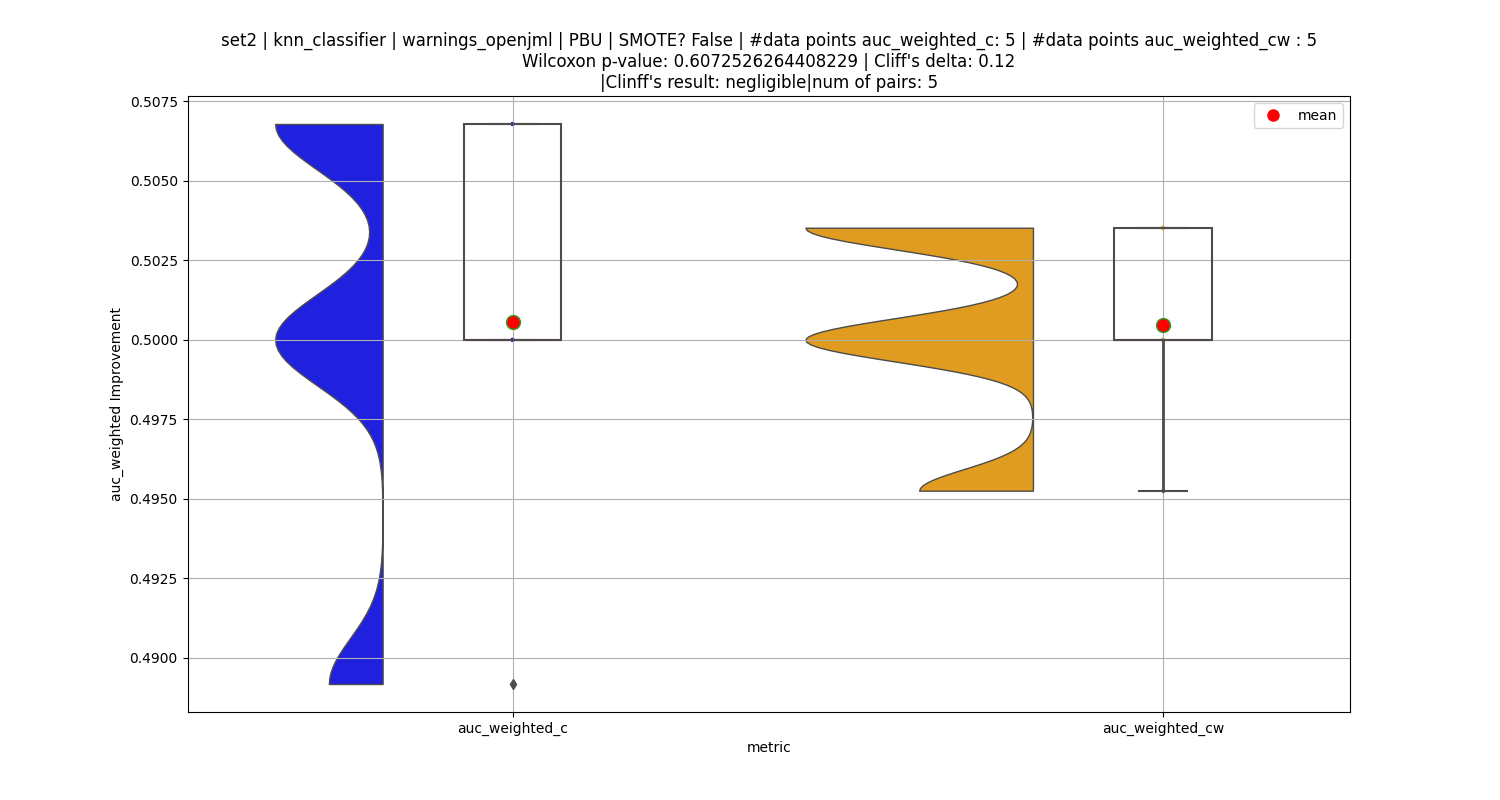 set2 | knn_classifier | warnings_openjml | PBU | SMOTE? False | #data points auc_weighted_c: 5 | #data points auc_weighted_cw : 5
Wilcoxon p-value: 0.6072526264408229 | Cliff's delta: 0.12
|Clinff's result: negligible|num of pairs: 5
mean
auc_weighted Improvement
0.5075
0.5050
0.5025
0.5000
0.4975
0.4950
0.4925
0.4900
auc_weighted_c
auc_weighted_cw
metric